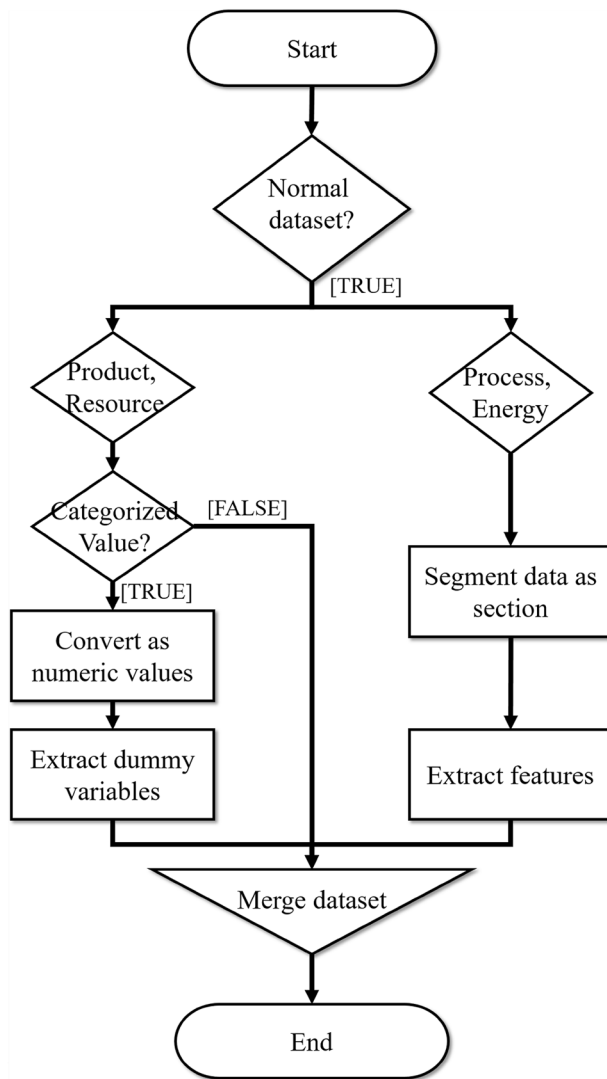 Start
Normal
dataset?
[TRUE]
Product,
Resource
Process,
Energy
Categorized
Value?
[FALSE]
[TRUE]
Segment data as
section
Convert as
numeric values
Extract dummy
variables
Extract features
Merge dataset
End